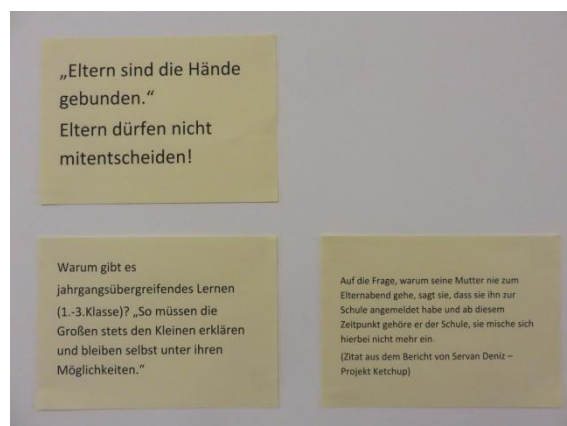 „Eltern sind die Hände
gebunden.“
Eltern dürfen nicht
mitentscheiden!
Warum gibt es
jahrgangsübergreifendes Lernen
(1.-3.Klasse)? „So müssen die
Großen stets den Kleinen erklären
und bleiben selbst unter ihren
Möglichkeiten.“
Auf die Frage, warum seine Mutter nie zum
Elternabend gehe, sagt sie, dass sie ihn zur
Schule angemeldet habe und ab diesem
Zeitpunkt gehöre er der Schule, sie mische sich
hierbei nicht mehr ein.
(Zitat aus dem Bericht von Servan Deniz –
Projekt Ketchup)